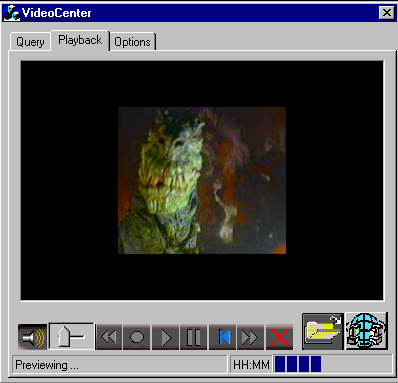 VideoCenter
Query Playback Options
Previewing ... HH:MM